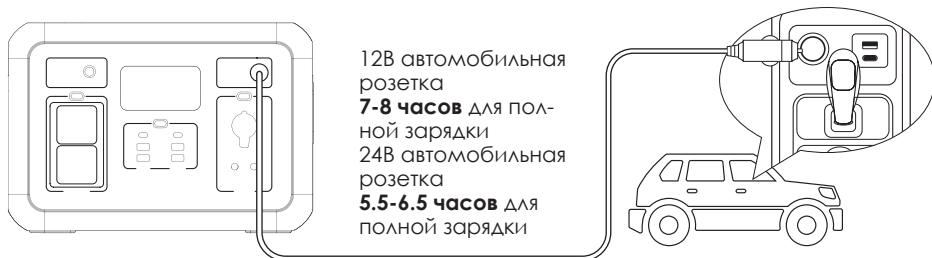 12В автомобильная
розетка
7-8 часов для пол-
ной зарядки
24В автомобильная
розетка
5.5-6.5 часов для
полной зарядки